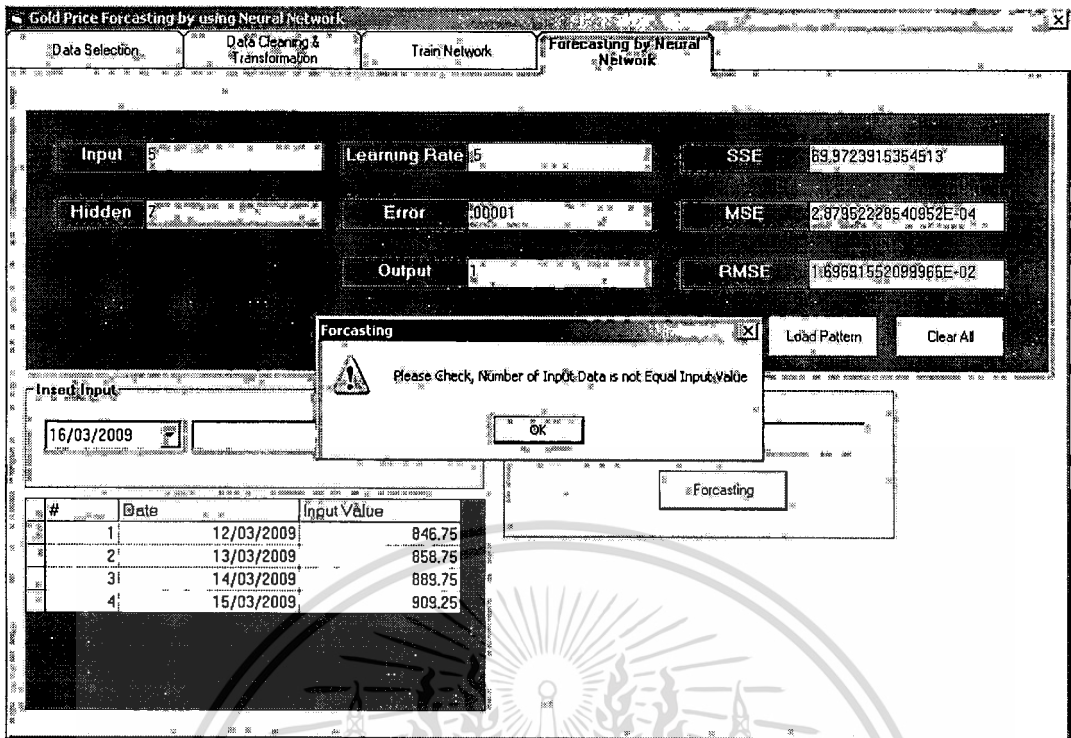 Gold Price Forcasting by using Neural Network
Data Selection
Data Cleaning &
Transformation
Train Network
Forecasting by Neural
Network
Input 5 Learning Rate .5 SSE 69.9723915354513
Hidden 7 Error .00001 MSE 2.87952228540952E-04
Output 1 RMSE 1.69691552099966E-02
Load Pattern Clear All
Forcasting
Please Check, Number of Input Data is not Equal Input Value
OK
Insert Input
16/03/2009
Forcasting
# Date Input Value
1 12/03/2009 846.75
2 13/03/2009 858.75
3 14/03/2009 889.75
4 15/03/2009 909.25